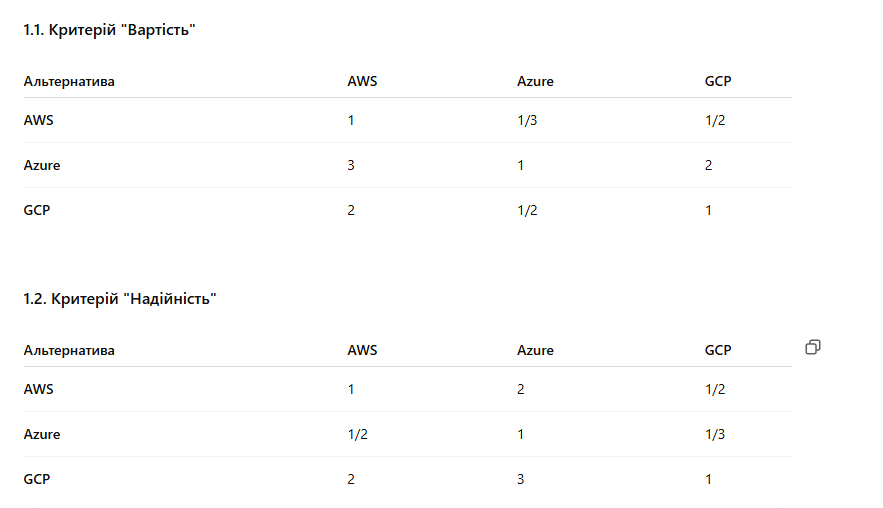 1.1. Критерій "Вартість"
Альтернатива AWS Azure GCP
AWS 1 1/3 1/2
Azure 3 1 2
GCP 2 1/2 1
1.2. Критерій "Надійність"
Альтернатива AWS Azure GCP
AWS 1 2 1/2
Azure 1/2 1 1/3
GCP 2 3 1